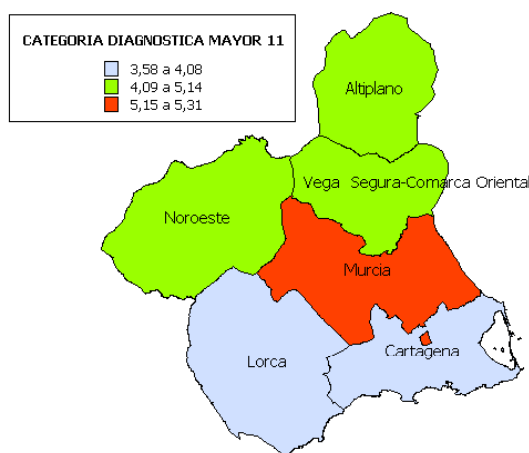 CATEGORIA DIAGNOSTICA MAYOR 11
3,58 a 4,08
4,09 a 5,14
5,15 a 5,31
Altiplano
Vega Segura-Comarca Oriental
Noroeste
Murcia
Cartagena
Lorca